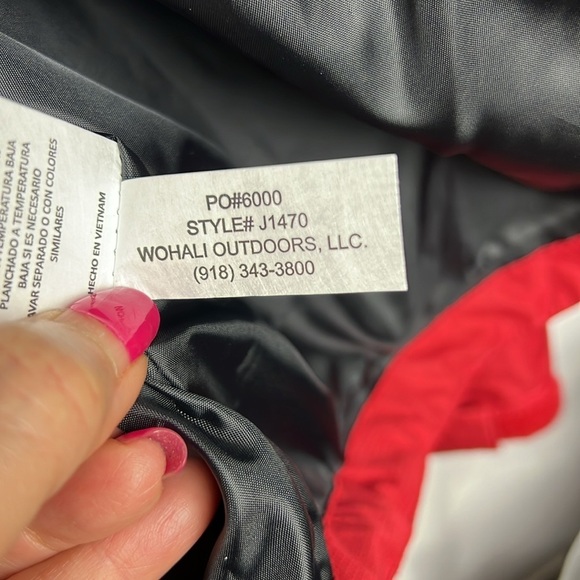 TEMPERATURA BAJA
PLANCHADO A TEMPERATURA
BAJA SI ES NECESARIO
LAVAR SEPARADO O CON COLORES
SIMILARES
HECHO EN VIETNAM
PO#6000
STYLE# J1470
WOHALI OUTDOORS, LLC.
(918) 343-3800